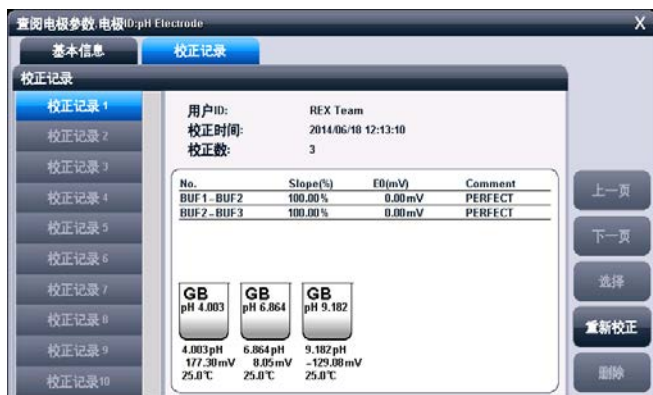 查阅电极参数,电极ID:pH Electrode
X
基本信息
校正记录
校正记录
校正记录 1
校正记录 2
校正记录 3
校正记录 4
校正记录 5
校正记录 6
校正记录 7
校正记录 8
校正记录 9
校正记录10
用户ID: REX Team
校正时间: 2014/06/18 12:13:10
校正数: 3
No. Slope(%) E0(mV) Comment
BUF1-BUF2 100.00% 0.00mV PERFECT
BUF2-BUF3 100.00% 0.00mV PERFECT
GB GB GB
pH 4.003 pH 6.864 pH 9.182
4.003pH 6.864pH 9.182pH
177.30mV 8.05mV -129.08mV
25.0℃ 25.0℃ 25.0℃
上一页
下一页
选择
重新校正
删除